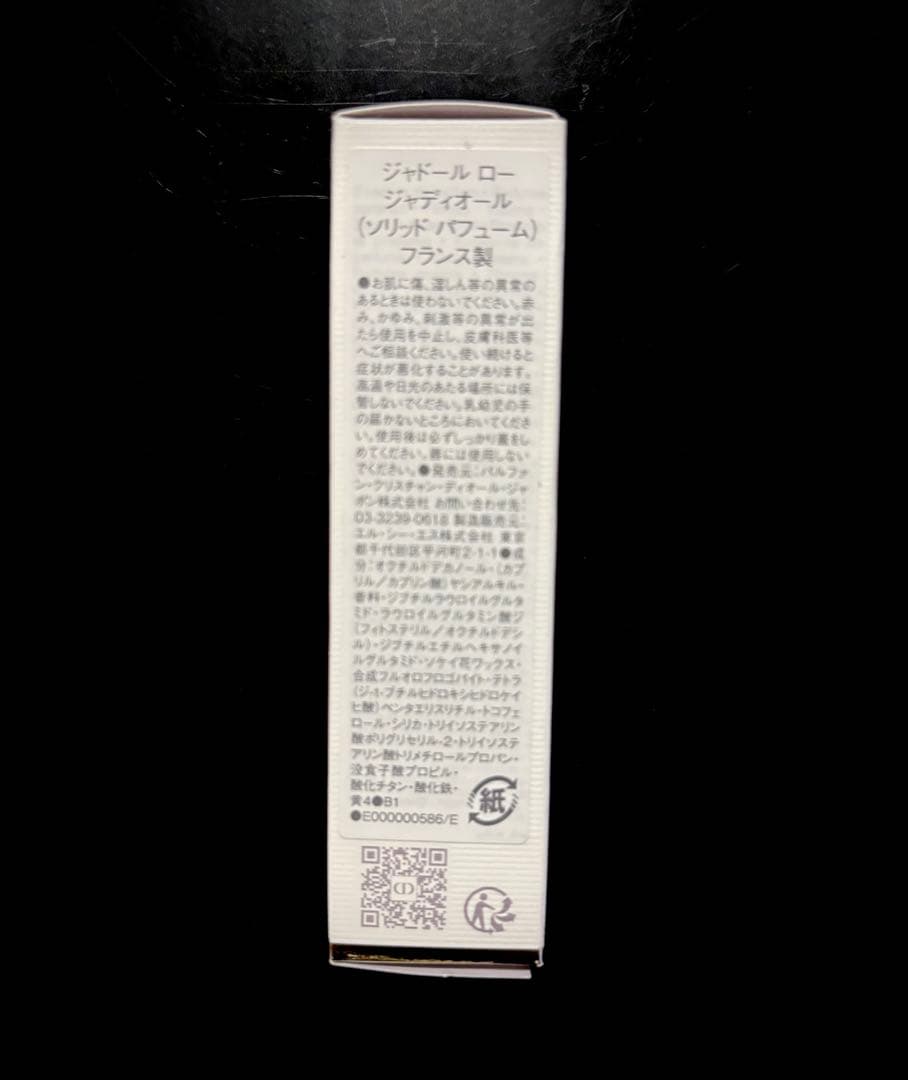 ジャドール ロー
ジャディオール
(ソリッド パフューム)
フランス製
●お肌に傷、湿しん等の異常の
あるときは使わないでください。赤
み、かゆみ、刺激等の異常が出
たら使用を中止し、皮膚科医等
へご相談ください。使い続けると
症状が悪化することがあります。
高温や日光のあたる場所には保
管しないでください。乳幼児の手
の届かないところにおいてくださ
い。使用後は必ずしっかり蓋をし
めてください。唇には使用しない
でください。●発売元:パルファ
ン・クリスチャン・ディオール・ジャ
ポン株式会社 お問い合わせ先:
03-3239-0618 製造販売元:
エル・シー・エス株式会社 東京
都千代田区平河町2-1-1●成
分:オクチルドデカノール・(カプ
リル/カプリン酸)ヤシアルキル・
香料・ジブチルラウロイルグルタ
ミド・ラウロイルグルタミン酸ジ
(フィトステリル/オクチルドデシ
ル)・ジブチルエチルヘキサノイ
ルグルタミド・ソケイ花ワックス・
合成フルオロフロゴパイト・テトラ
(ジ-t-ブチルヒドロキシヒドロケイ
ヒ酸)ペンタエリスリチル・トコフェ
ロール・シリカ・トリイソステアリン
酸ポリグリセリル-2・トリイソステ
アリン酸トリメチロールプロパン・
没食子酸プロピル・
酸化チタン・酸化鉄・
黄4●B1
●E000000586/E
紙
CD